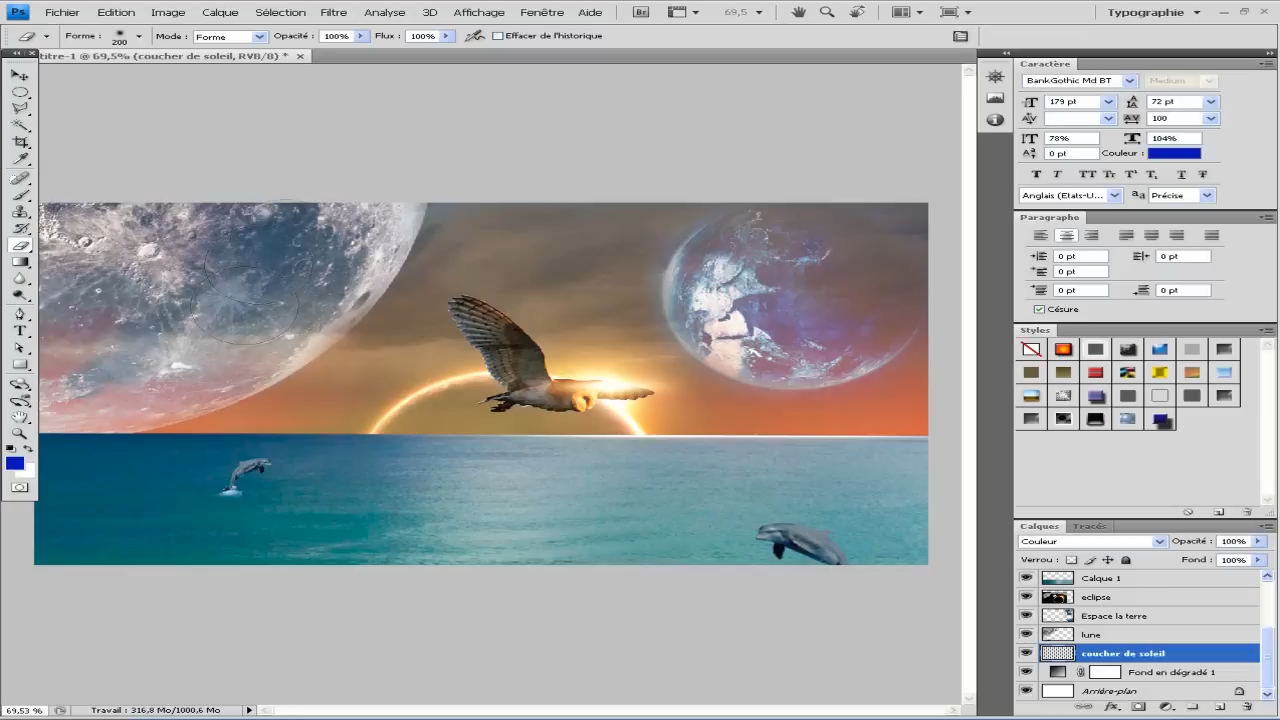 Ps Fichier Edition Image Calque Sélection Filtre Analyse 3D Affichage Fenêtre Aide Br 69,5 Typographie
Forme : 200 Mode : Forme Opacité : 100% Flux : 100% Effacer de l'historique
titre-1 @ 69,5% (coucher de soleil, RVB/8) *
Caractère
BankGothic Md BT Medium
179 pt 72 pt
100
78% 104%
0 pt Couleur :
T T TT Tr T¹ T, T T
Anglais (Etats-U... aa Précise
Paragraphe
0 pt 0 pt
0 pt
0 pt 0 pt
Césure
Styles
Calques Tracés
Couleur Opacité : 100%
Verrou : Fond : 100%
Calque 1
eclipse
Espace la terre
lune
coucher de soleil
Fond en dégradé 1
Arrière-plan
69,53 % Travail : 316,8 Mo/1000,6 Mo